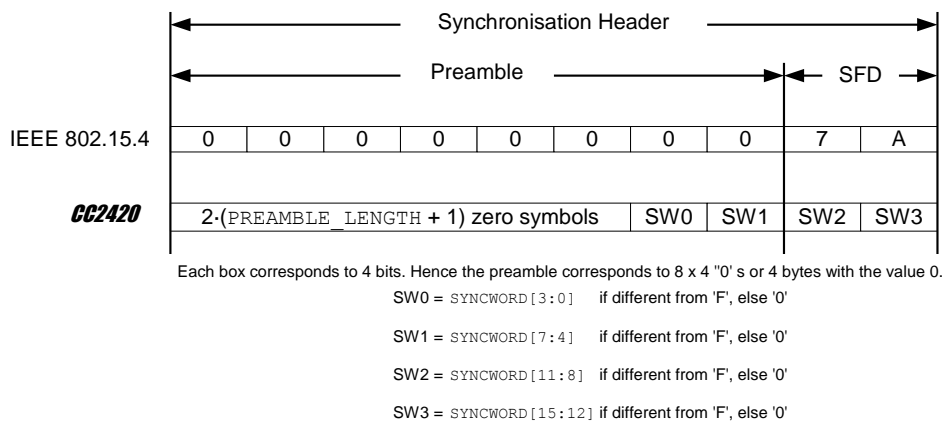 Synchronisation Header
Preamble
SFD
IEEE 802.15.4 0 0 0 0 0 0 0 0 7 A
CC2420 2·(PREAMBLE_LENGTH + 1) zero symbols SW0 SW1 SW2 SW3
Each box corresponds to 4 bits. Hence the preamble corresponds to 8 x 4 "0' s or 4 bytes with the value 0.
SW0 = SYNCWORD[3:0] if different from 'F', else '0'
SW1 = SYNCWORD[7:4] if different from 'F', else '0'
SW2 = SYNCWORD[11:8] if different from 'F', else '0'
SW3 = SYNCWORD[15:12] if different from 'F', else '0'